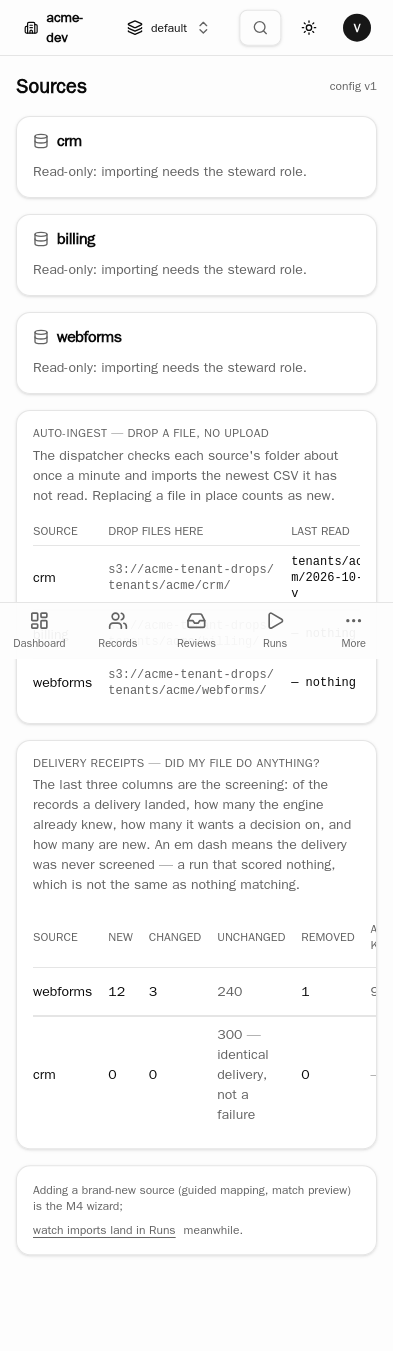 acme-
dev
default
V
Sources
config v1
crm
Read-only: importing needs the steward role.
billing
Read-only: importing needs the steward role.
webforms
Read-only: importing needs the steward role.
AUTO-INGEST — DROP A FILE, NO UPLOAD
The dispatcher checks each source's folder about
once a minute and imports the newest CSV it has
not read. Replacing a file in place counts as new.
SOURCE DROP FILES HERE LAST READ
crm
s3://acme-tenant-drops/
tenants/acme/crm/
tenants/ac
m/2026-10-
v
— nothing
Dashboard Records Reviews Runs More
webforms
s3://acme-tenant-drops/
tenants/acme/webforms/
— nothing
DELIVERY RECEIPTS — DID MY FILE DO ANYTHING?
The last three columns are the screening: of the
records a delivery landed, how many the engine
already knew, how many it wants a decision on, and
how many are new. An em dash means the delivery
was never screened — a run that scored nothing,
which is not the same as nothing matching.
SOURCE NEW CHANGED UNCHANGED REMOVED
webforms 12 3 240 1 9
crm 0 0
300 —
identical
delivery,
not a
failure
0 —
Adding a brand-new source (guided mapping, match preview)
is the M4 wizard;
watch imports land in Runs meanwhile.